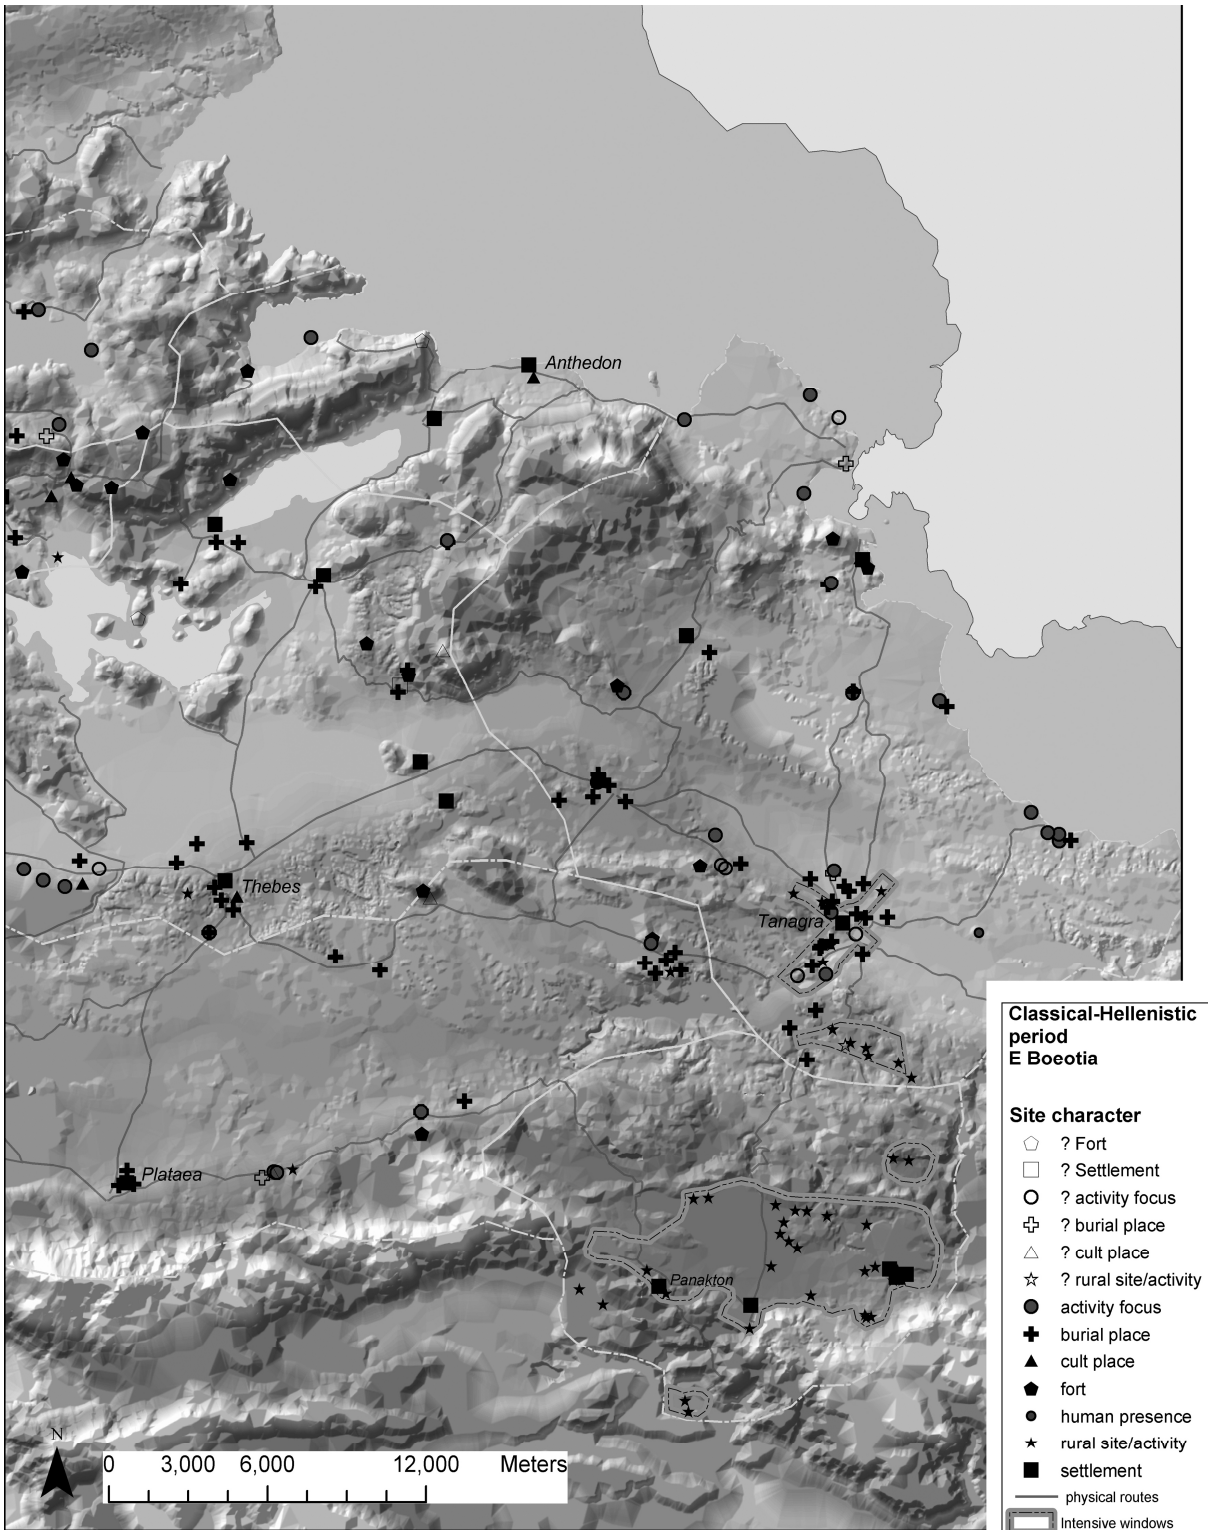 Anthedon
Thebes
Tanagra
Plataea
Panakton
N
0 3,000 6,000 12,000 Meters
Classical-Hellenistic
period
E Boeotia
Site character
? Fort
? Settlement
? activity focus
? burial place
? cult place
? rural site/activity
activity focus
burial place
cult place
fort
human presence
rural site/activity
settlement
physical routes
Intensive windows